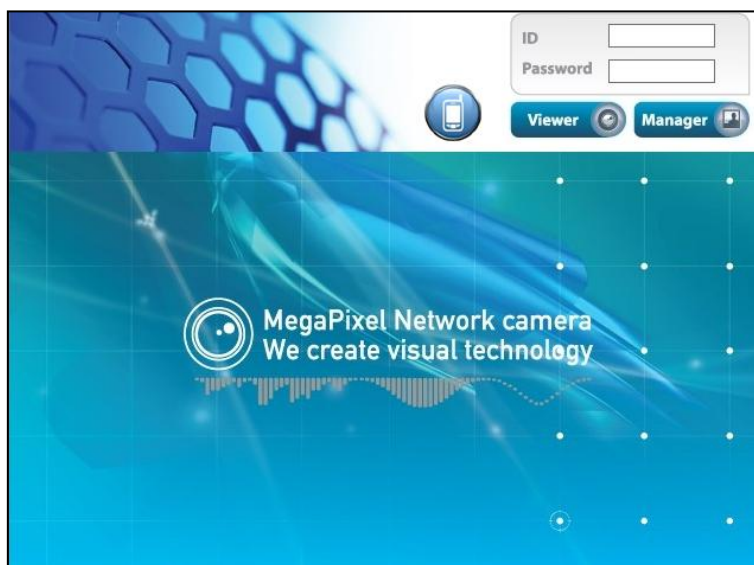 ID
Password
Viewer
Manager
MegaPixel Network camera
We create visual technology